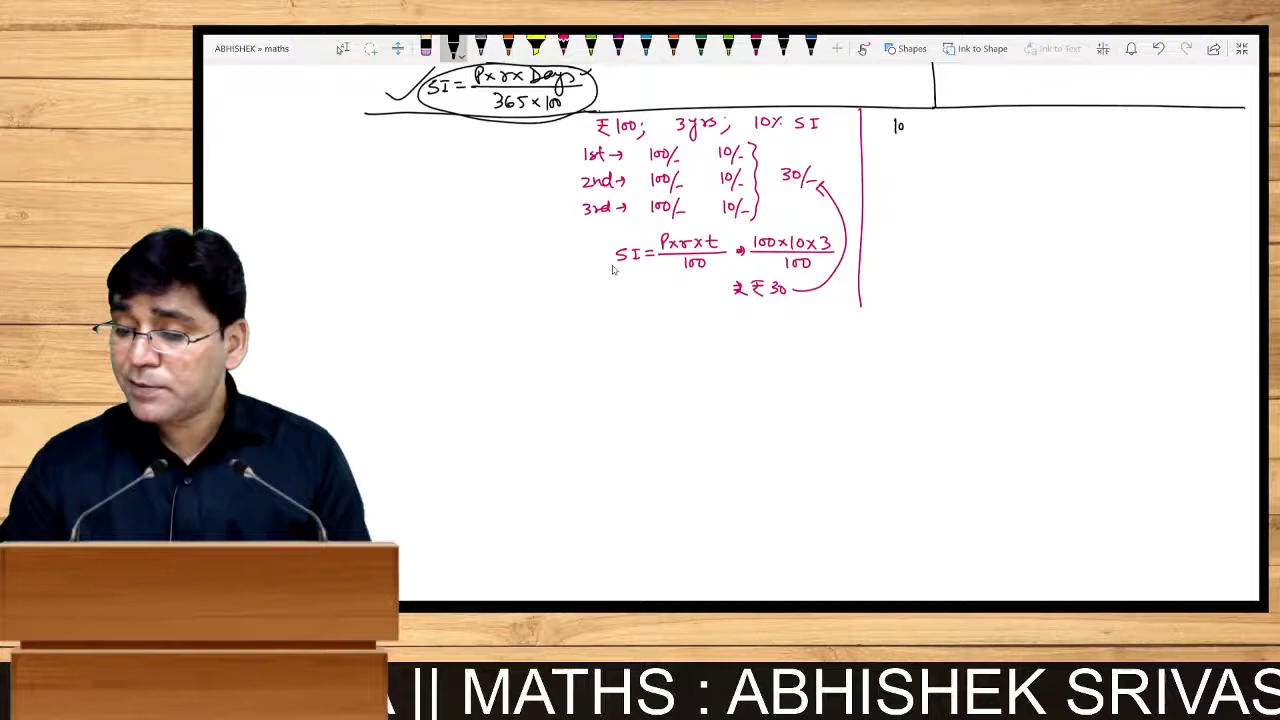 ABHISHEK » maths
Shapes
Ink to Shape
Ink to Text
SI = P×r×Days / 365×100
₹100; 3yrs; 10% SI
10
1st → 100/- 10/-
2nd → 100/- 10/-
30/-
3rd → 100/- 10/-
SI = P×r×t / 100 → 100×10×3 / 100
₹ 30
|| MATHS : ABHISHEK SRIVAS